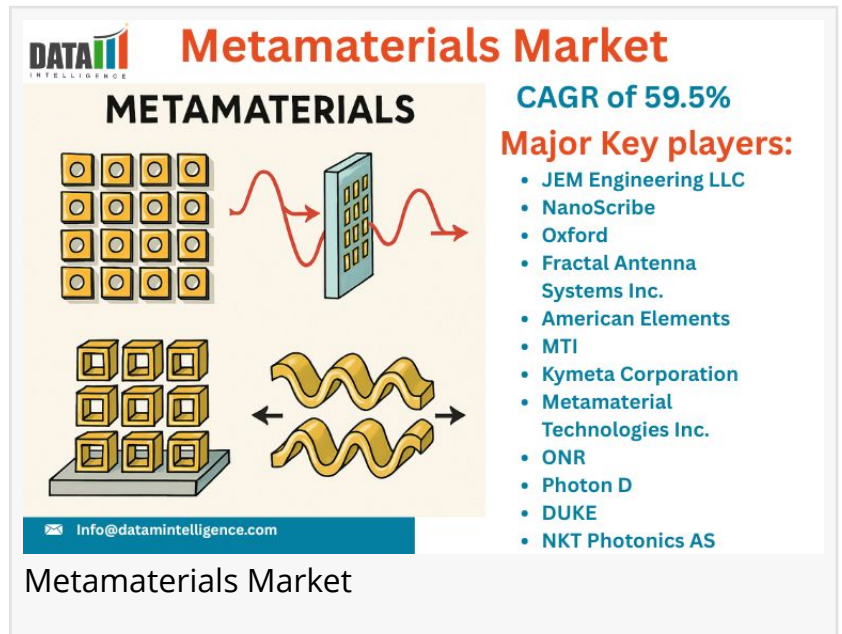 DATA
INTELLIGENCE
Metamaterials Market
METAMATERIALS
CAGR of 59.5%
Major Key players:
• JEM Engineering LLC
• NanoScribe
• Oxford
• Fractal Antenna
Systems Inc.
• American Elements
• MTI
• Kymeta Corporation
• Metamaterial
Technologies Inc.
• ONR
• Photon D
• DUKE
• NKT Photonics AS
Info@datamintelligence.com
Metamaterials Market